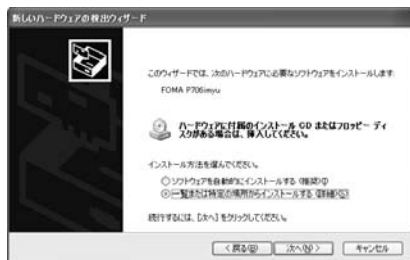 新しいハードウェアの検出ウィザード
このウィザードでは、次のハードウェアに必要なソフトウェアをインストールします:
FOMA P706imyu
ハードウェアに付属のインストール CD またはフロッピー ディ
スクがある場合は、挿入してください。
インストール方法を選んでください。
ソフトウェアを自動的にインストールする (推奨)(I)
一覧または特定の場所からインストールする (詳細)(S)
続行するには、[次へ] をクリックしてください。
< 戻る(B)
次へ(N) >
キャンセル